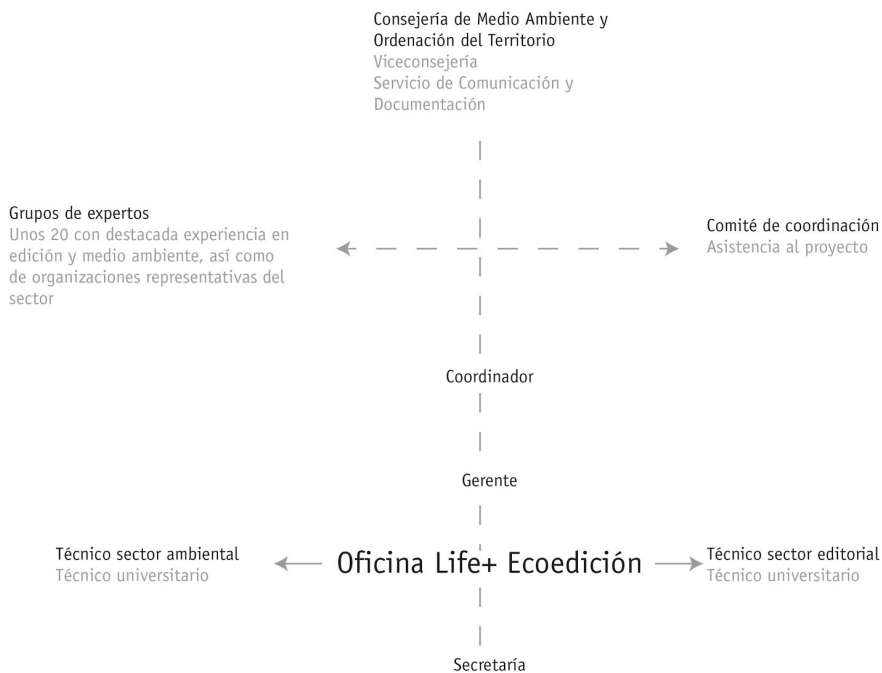 Consejería de Medio Ambiente y
Ordenación del Territorio
Viceconsejería
Servicio de Comunicación y
Documentación
Grupos de expertos
Unos 20 con destacada experiencia en
edición y medio ambiente, así como
de organizaciones representativas del
sector
Comité de coordinación
Asistencia al proyecto
Coordinador
Gerente
Técnico sector ambiental
Técnico universitario
Oficina Life+ Ecoedición
Técnico sector editorial
Técnico universitario
Secretaría